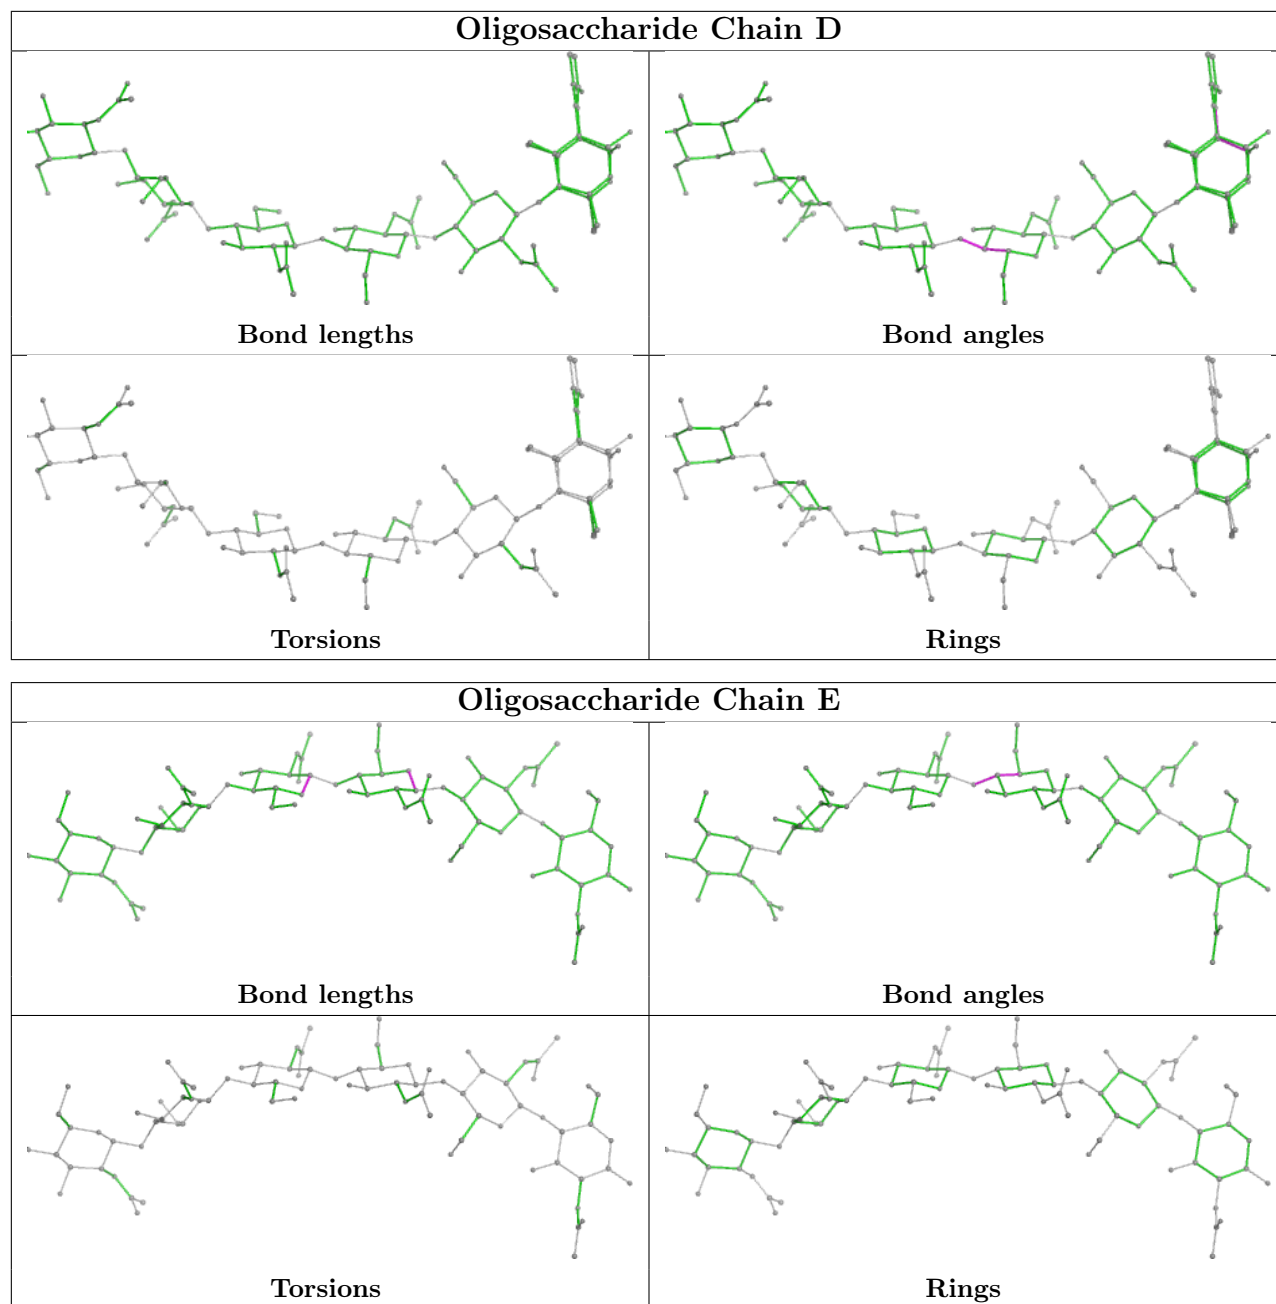 Oligosaccharide Chain D
Bond lengths
Bond angles
Torsions
Rings
Oligosaccharide Chain E
Bond lengths
Bond angles
Torsions
Rings